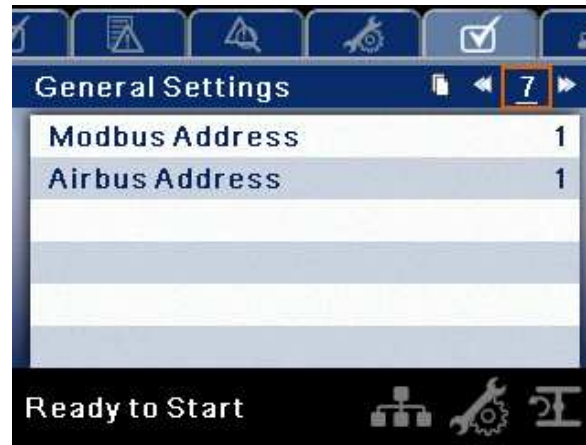 General Settings 7
Modbus Address 1
Airbus Address 1
Ready to Start